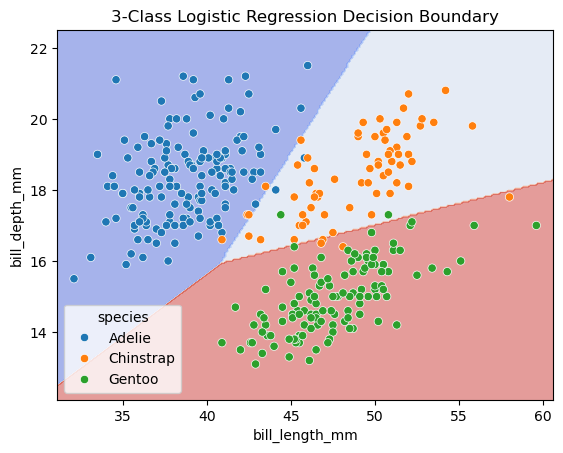 3-Class Logistic Regression Decision Boundary
22
20
18
16
14
bill_depth_mm
species
Adelie
Chinstrap
Gentoo
35 40 45 50 55 60
bill_length_mm